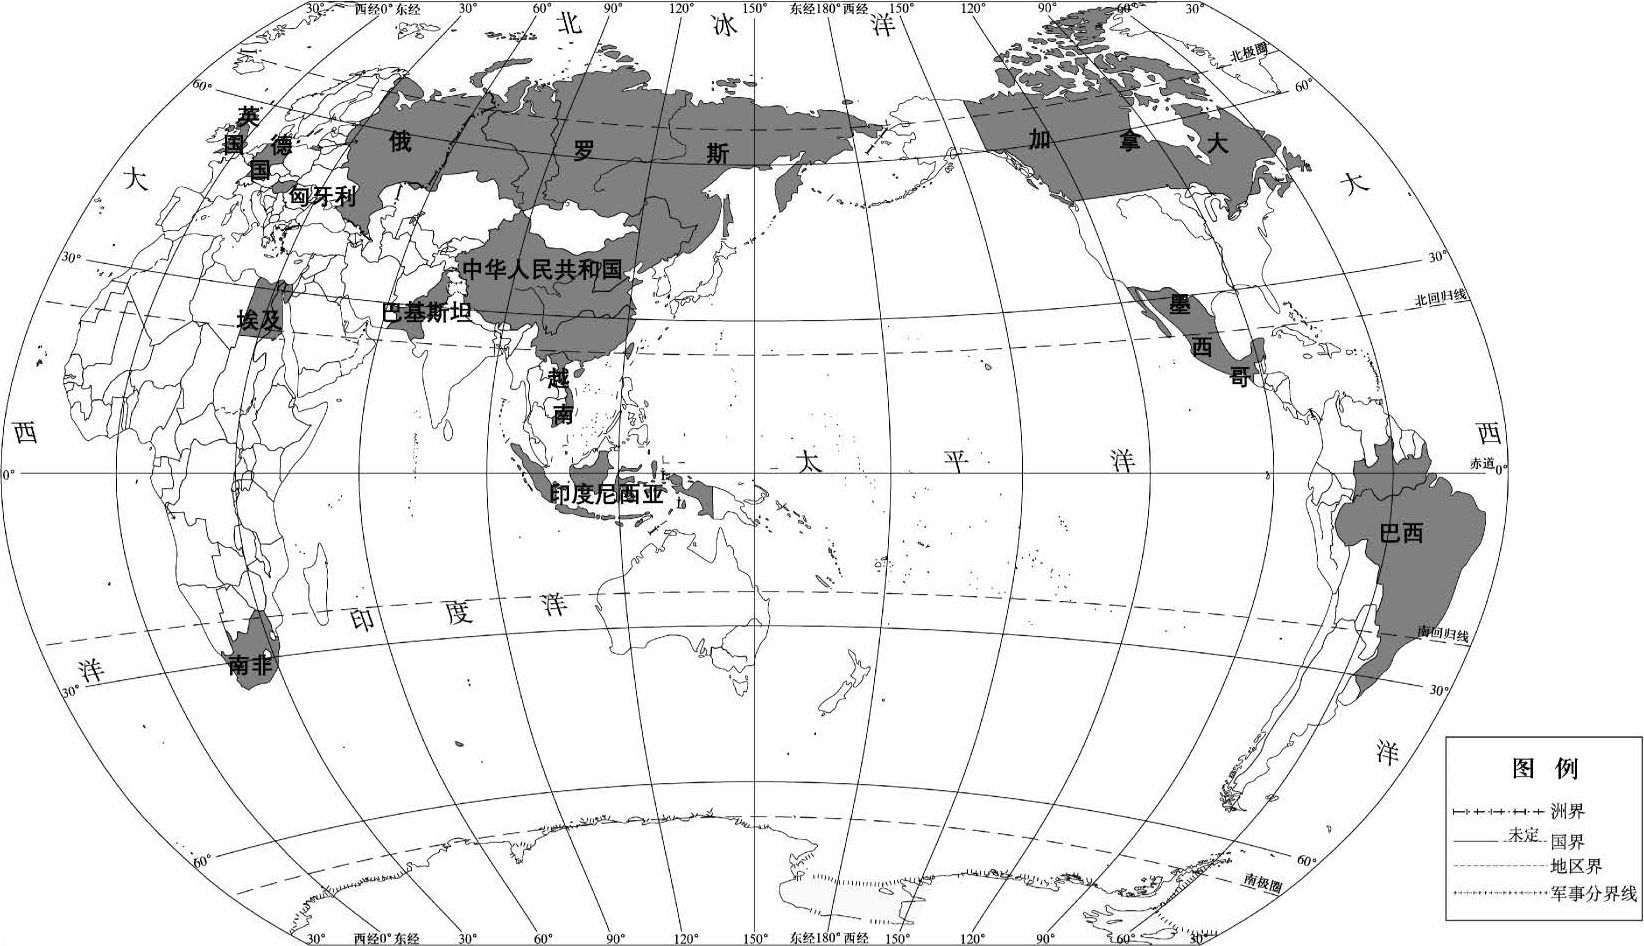 30° 西经0°东经 30° 60° 90° 120° 150° 东经180°西经 150° 120° 90° 60° 30°
北 冰 洋
北极圈
60° 60°
英国
德国
俄 罗 斯
加 拿 大
大 大
匈牙利
30° 30°
中华人民共和国
北回归线
巴基斯坦
埃及
墨西哥
越南
西 西
太 平 洋
赤道
0° 0°
印度尼西亚
巴西
印 度 洋
南回归线
南非
洋
30° 30°
洋
图 例
洲界
未定 国界
地区界
军事分界线
60° 60°
南极圈
30° 西经0°东经 30° 60° 90° 120° 150° 东经180°西经 150° 120° 90° 60° 30°